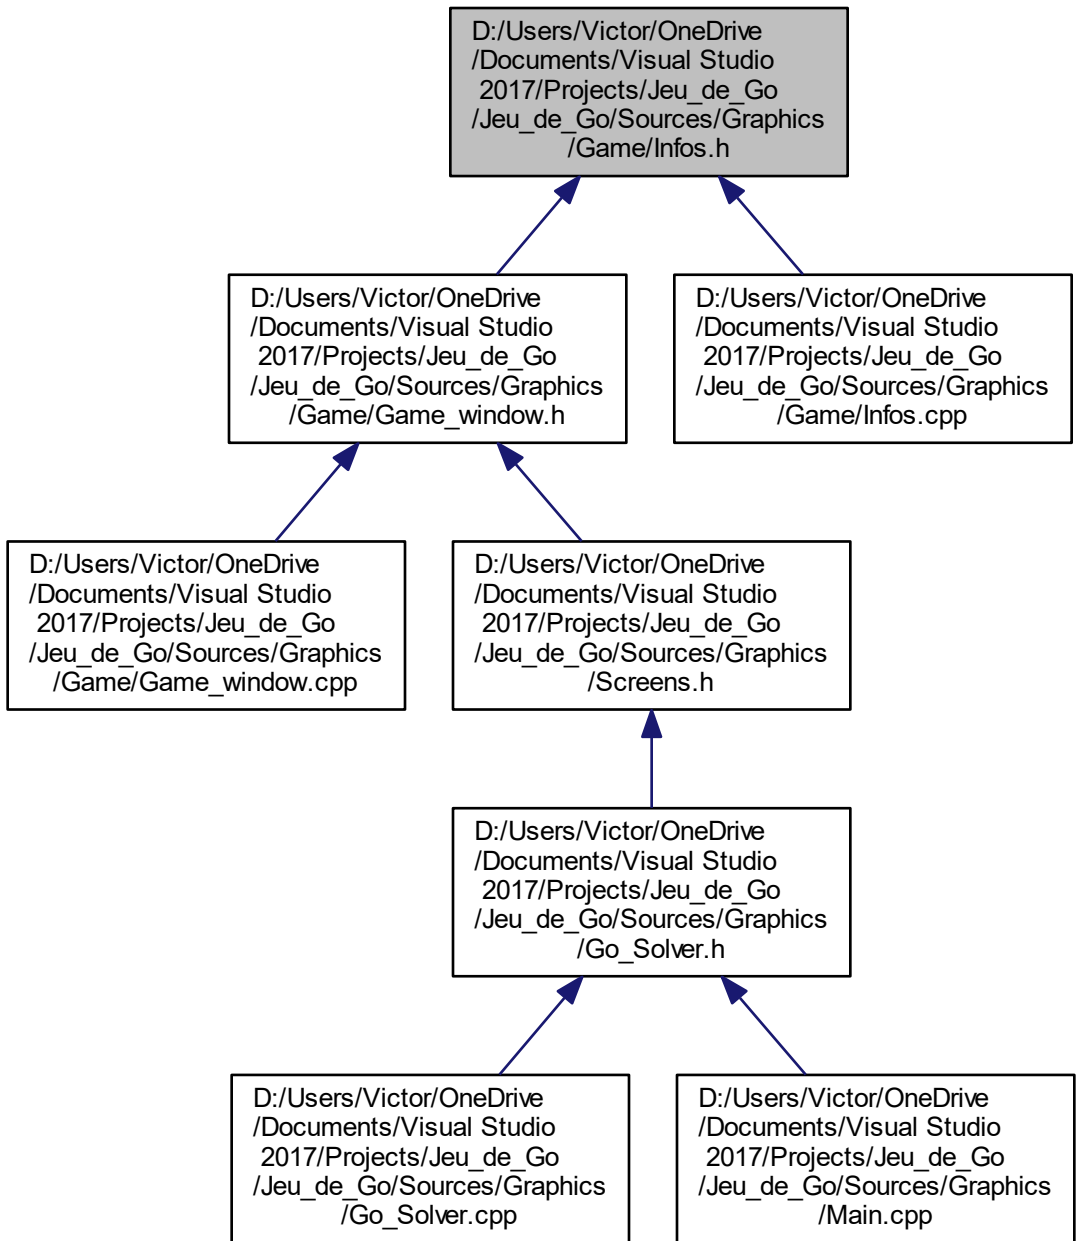 D:/Users/Victor/OneDrive
/Documents/Visual Studio
2017/Projects/Jeu_de_Go
/Jeu_de_Go/Sources/Graphics
/Game/Infos.h
D:/Users/Victor/OneDrive
/Documents/Visual Studio
2017/Projects/Jeu_de_Go
/Jeu_de_Go/Sources/Graphics
/Game/Game_window.h
D:/Users/Victor/OneDrive
/Documents/Visual Studio
2017/Projects/Jeu_de_Go
/Jeu_de_Go/Sources/Graphics
/Game/Infos.cpp
D:/Users/Victor/OneDrive
/Documents/Visual Studio
2017/Projects/Jeu_de_Go
/Jeu_de_Go/Sources/Graphics
/Game/Game_window.cpp
D:/Users/Victor/OneDrive
/Documents/Visual Studio
2017/Projects/Jeu_de_Go
/Jeu_de_Go/Sources/Graphics
/Screens.h
D:/Users/Victor/OneDrive
/Documents/Visual Studio
2017/Projects/Jeu_de_Go
/Jeu_de_Go/Sources/Graphics
/Go_Solver.h
D:/Users/Victor/OneDrive
/Documents/Visual Studio
2017/Projects/Jeu_de_Go
/Jeu_de_Go/Sources/Graphics
/Go_Solver.cpp
D:/Users/Victor/OneDrive
/Documents/Visual Studio
2017/Projects/Jeu_de_Go
/Jeu_de_Go/Sources/Graphics
/Main.cpp